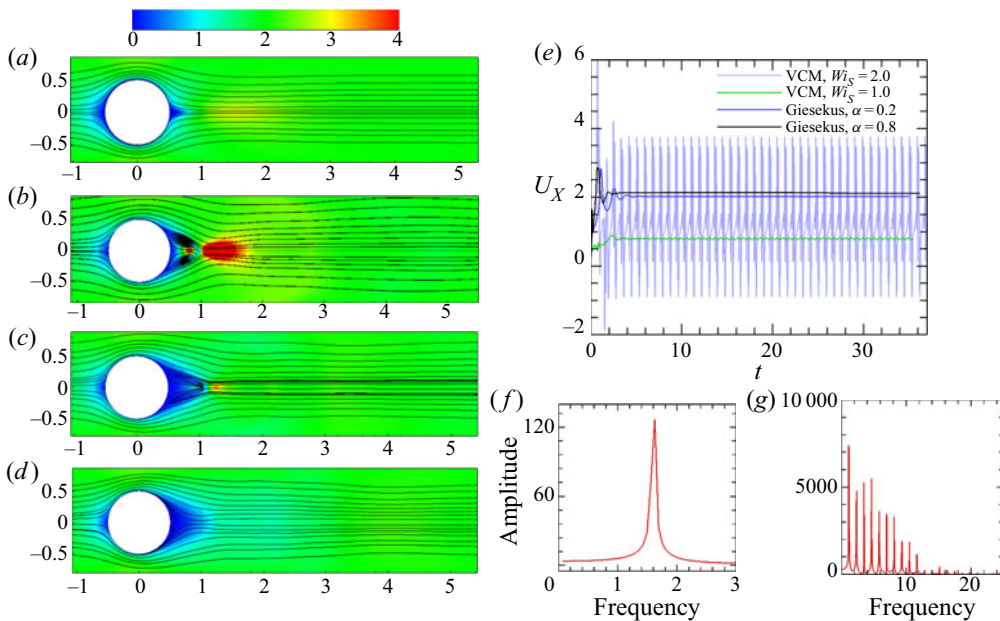 0 1 2 3 4
(a)
0.5
0
−0.5
−1 0 1 2 3 4 5
(b)
0.5
0
−0.5
−1 0 1 2 3 4 5
(c)
0.5
0
−0.5
−1 0 1 2 3 4 5
(d)
0.5
0
−0.5
−1 0 1 2 3 4 5
(e)
6
4
2
0
−2
U_X
VCM, Wi_S = 2.0
VCM, Wi_S = 1.0
Giesekus, α = 0.2
Giesekus, α = 0.8
0 10 20 30
t
(f)
120
60
Amplitude
0 1 2 3
Frequency
(g)
10 000
5000
0
10 20
Frequency